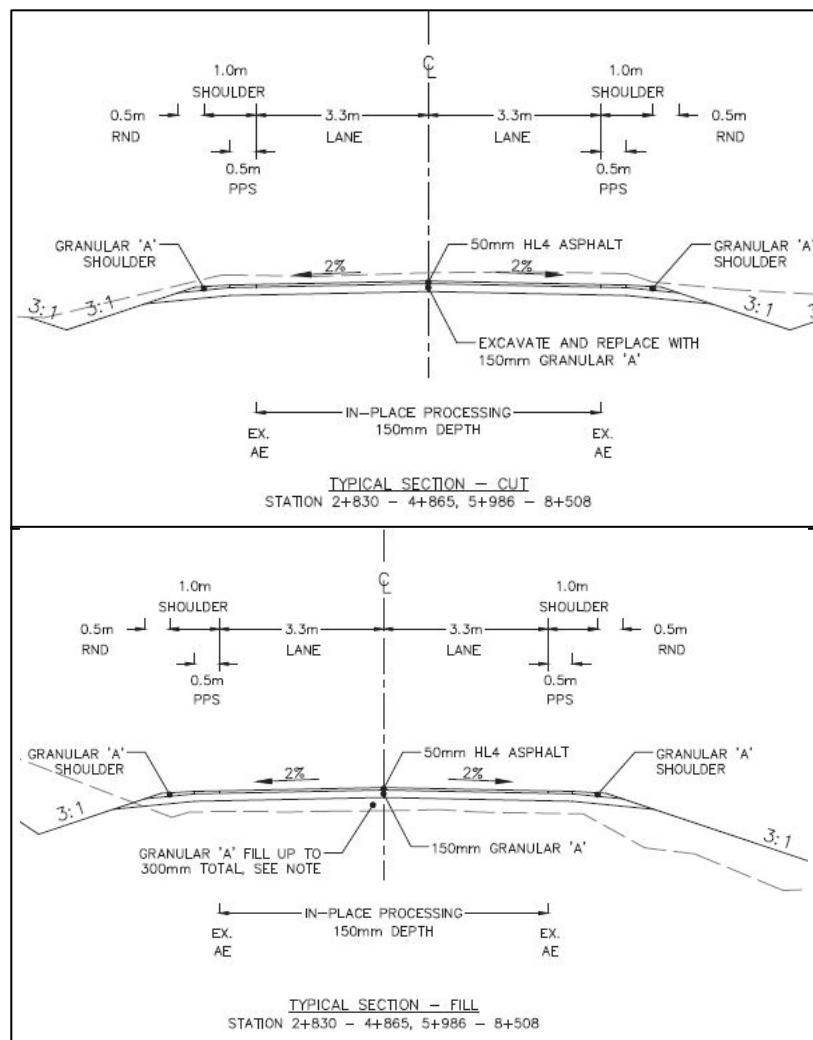 ℄
1.0m
SHOULDER
1.0m
SHOULDER
0.5m
RND
3.3m
LANE
3.3m
LANE
0.5m
RND
0.5m
PPS
0.5m
PPS
GRANULAR 'A'
SHOULDER
50mm HL4 ASPHALT
GRANULAR 'A'
SHOULDER
2%
2%
3:1
3:1
3:1
3
EXCAVATE AND REPLACE WITH
150mm GRANULAR 'A'
IN-PLACE PROCESSING
150mm DEPTH
EX.
AE
EX.
AE
TYPICAL SECTION – CUT
STATION 2+830 – 4+865, 5+986 – 8+508
℄
1.0m
SHOULDER
1.0m
SHOULDER
0.5m
RND
3.3m
LANE
3.3m
LANE
0.5m
RND
0.5m
PPS
0.5m
PPS
GRANULAR 'A'
SHOULDER
50mm HL4 ASPHALT
GRANULAR 'A'
SHOULDER
2%
2%
3:1
3:1
GRANULAR 'A' FILL UP TO
300mm TOTAL, SEE NOTE
150mm GRANULAR 'A'
IN-PLACE PROCESSING
150mm DEPTH
EX.
AE
EX.
AE
TYPICAL SECTION – FILL
STATION 2+830 – 4+865, 5+986 – 8+508